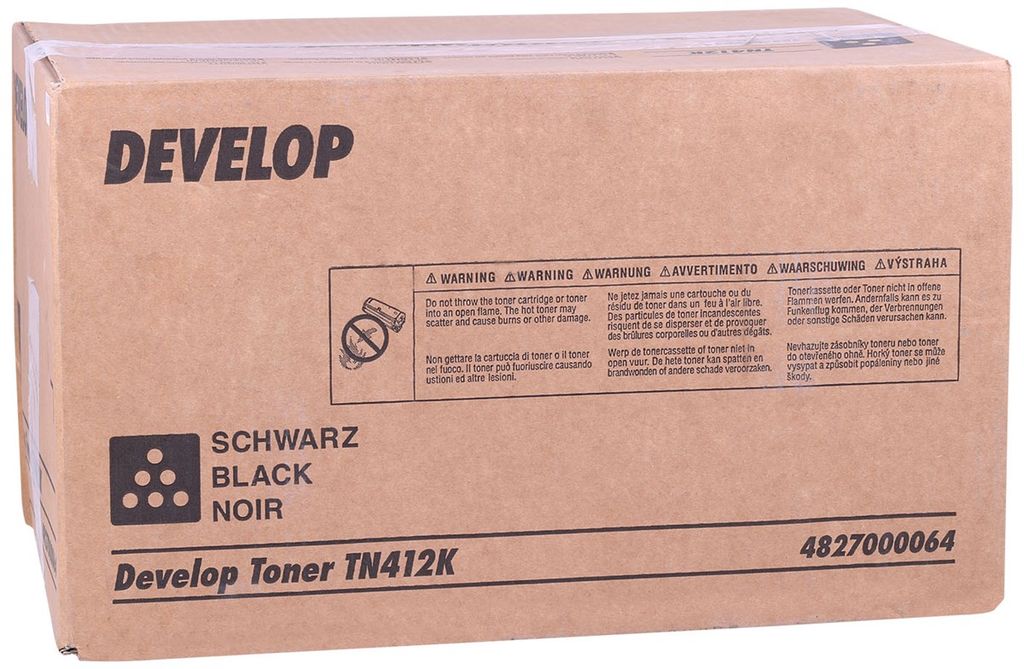 TN412K
DEVELOP
⚠ WARNING ⚠ WARNING ⚠ WARNUNG ⚠ AVVERTIMENTO ⚠ WAARSCHUWING ⚠ VÝSTRAHA
Do not throw the toner cartridge or toner
into an open flame. The hot toner may
scatter and cause burns or other damage.
Ne jetez jamais une cartouche ou du
résidu de toner dans un feu à l'air libre.
Des particules de toner incandescentes
risquent de se disperser et de provoquer
des brûlures corporelles ou d'autres dégâts.
Tonerkassette oder Toner nicht in offene
Flammen werfen. Andernfalls kann es zu
Funkenflug kommen, der Verbrennungen
oder sonstige Schäden verursachen kann.
Non gettare la cartuccia di toner o il toner
nel fuoco. Il toner può fuoriuscire causando
ustioni ed altre lesioni.
Werp de tonercassette of toner niet in
open vuur. De hete toner kan spatten en
brandwonden of andere schade veroorzaken.
Nevhazujte zásobníky toneru nebo toner
do otevřeného ohně. Horký toner se může
vysypat a způsobit popáleniny nebo jiné
škody.
SCHWARZ
BLACK
NOIR
Develop Toner TN412K
4827000064